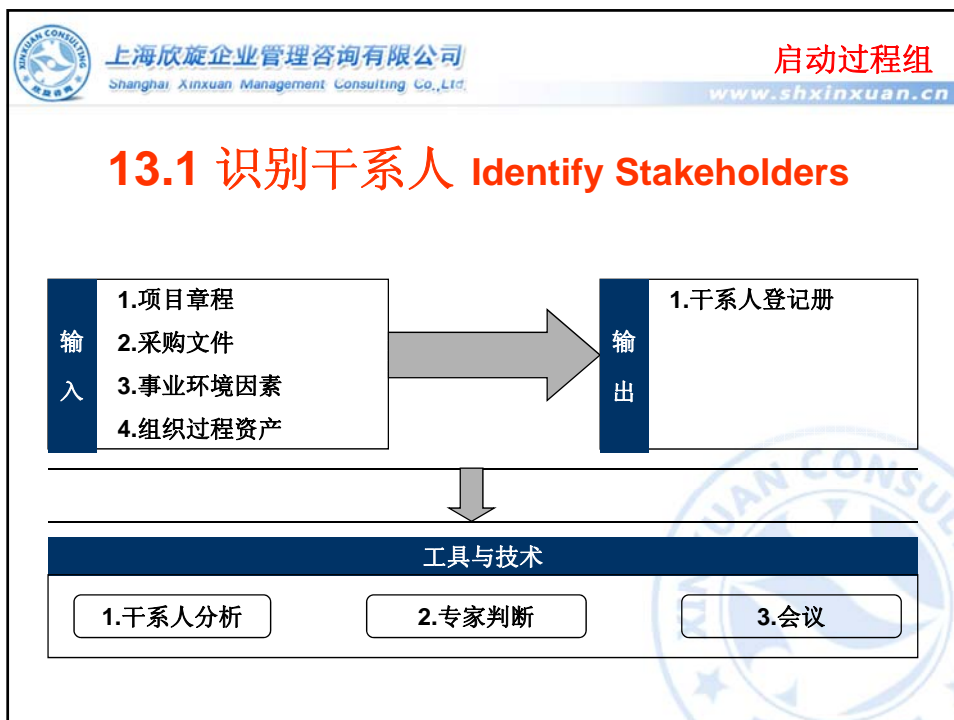 上海欣旋企业管理咨询有限公司
Shanghai Xinxuan Management Consulting Co.,Ltd.
启动过程组
www.shxinxuan.cn
13.1 识别干系人 Identify Stakeholders
输入
1.项目章程
2.采购文件
3.事业环境因素
4.组织过程资产
输出
1.干系人登记册
工具与技术
1.干系人分析
2.专家判断
3.会议
XINXUAN CONSULTING